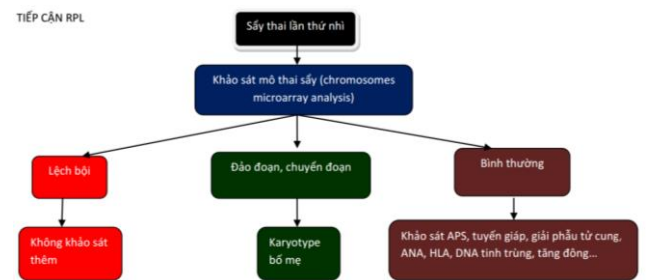 TIẾP CẬN RPL
Sẩy thai lần thứ nhì
Khảo sát mô thai sẩy (chromosomes
microarray analysis)
Lệch bội
Đảo đoạn, chuyển đoạn
Bình thường
Không khảo sát
thêm
Karyotype
bố mẹ
Khảo sát APS, tuyến giáp, giải phẫu tử cung,
ANA, HLA, DNA tinh trùng, tăng đông...